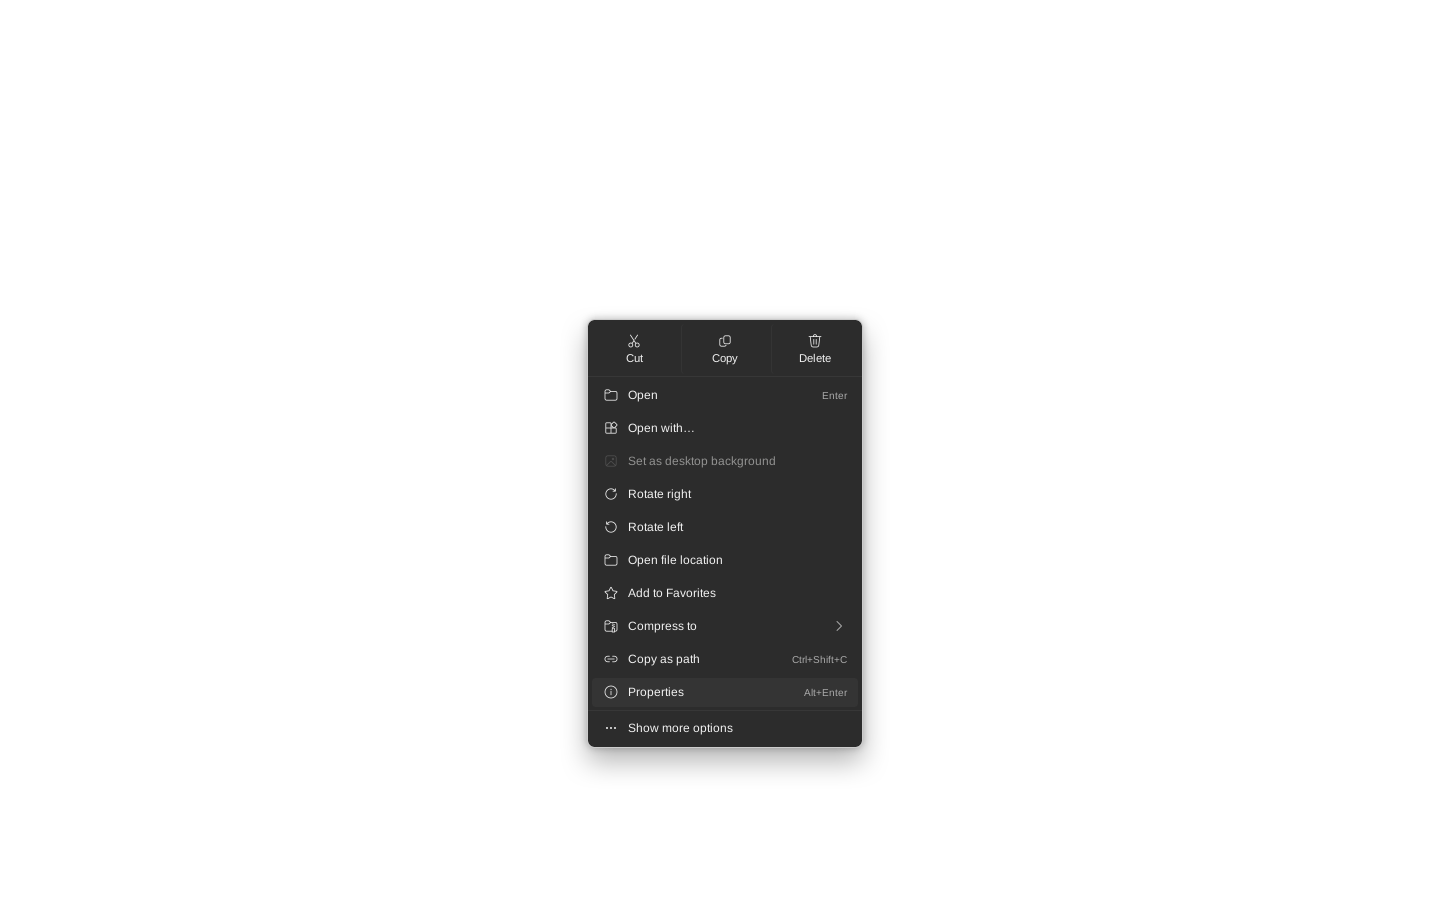 Cut Copy Delete
Open Enter
Open with…
Set as desktop background
Rotate right
Rotate left
Open file location
Add to Favorites
Compress to
Copy as path Ctrl+Shift+C
Properties Alt+Enter
Show more options